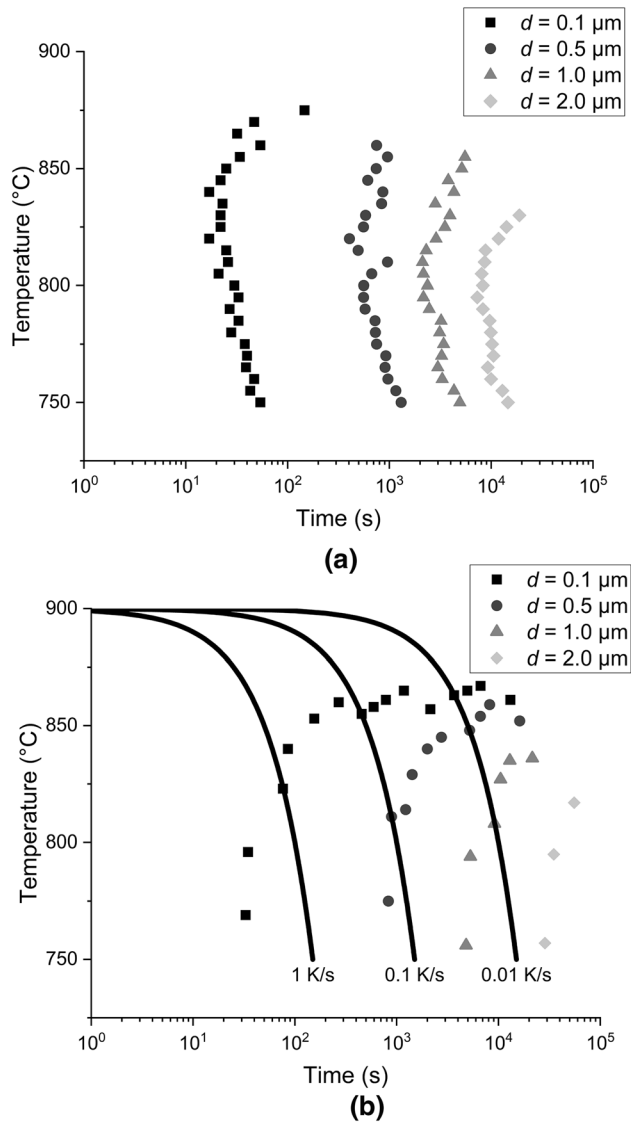 d = 0.1 µm
d = 0.5 µm
d = 1.0 µm
d = 2.0 µm
900
850
800
750
Temperature (°C)
10⁰ 10¹ 10² 10³ 10⁴ 10⁵
Time (s)
(a)
d = 0.1 µm
d = 0.5 µm
d = 1.0 µm
d = 2.0 µm
900
850
800
750
Temperature (°C)
1 K/s 0.1 K/s 0.01 K/s
10⁰ 10¹ 10² 10³ 10⁴ 10⁵
Time (s)
(b)